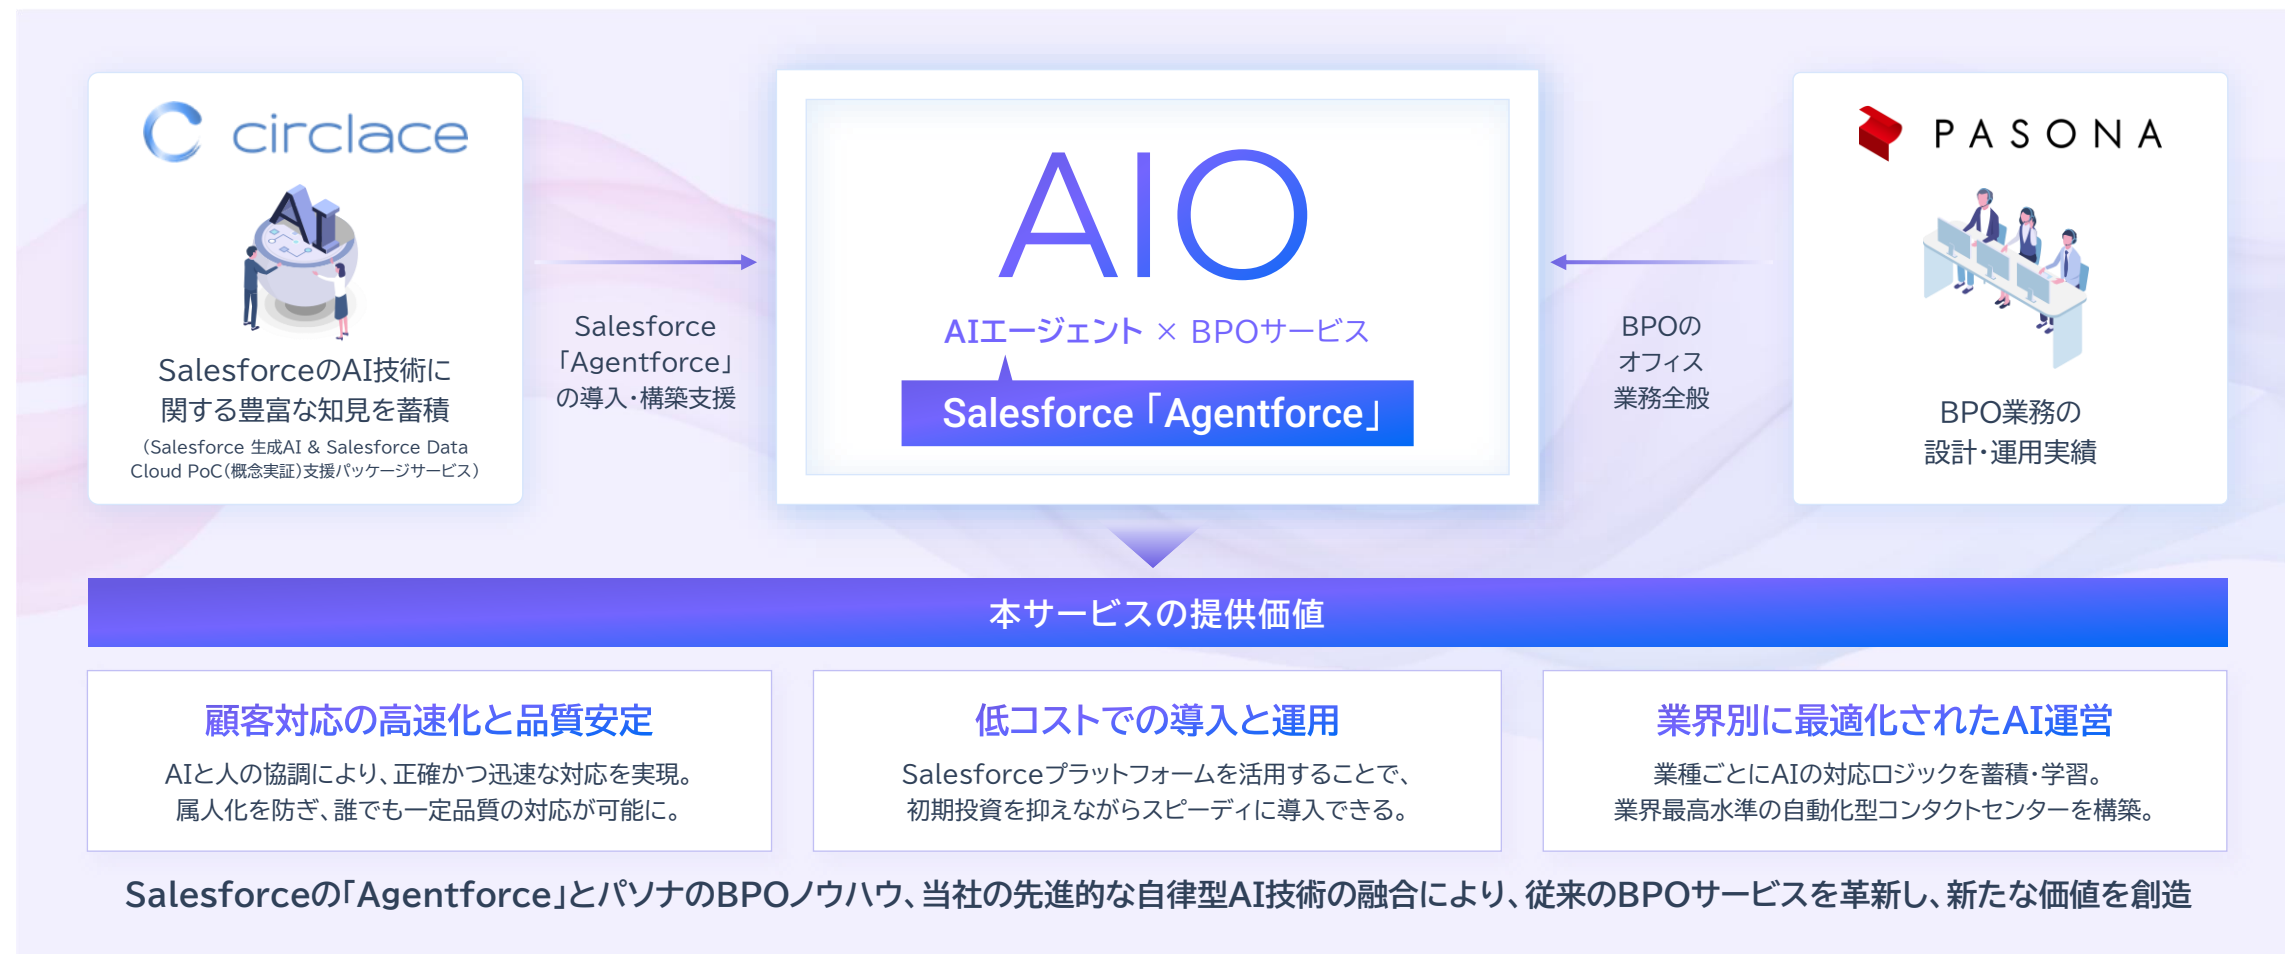 circlace
AI
SalesforceのAI技術に
関する豊富な知見を蓄積
（Salesforce 生成AI & Salesforce Data
Cloud PoC（概念実証）支援パッケージサービス）
Salesforce
「Agentforce」
の導入・構築支援
AIO
AIエージェント × BPOサービス
Salesforce「Agentforce」
BPOの
オフィス
業務全般
PASONA
BPO業務の
設計・運用実績
本サービスの提供価値
顧客対応の高速化と品質安定
AIと人の協調により、正確かつ迅速な対応を実現。
属人化を防ぎ、誰でも一定品質の対応が可能に。
低コストでの導入と運用
Salesforceプラットフォームを活用することで、
初期投資を抑えながらスピーディに導入できる。
業界別に最適化されたAI運営
業種ごとにAIの対応ロジックを蓄積・学習。
業界最高水準の自動化型コンタクトセンターを構築。
Salesforceの「Agentforce」とパソナのBPOノウハウ、当社の先進的な自律型AI技術の融合により、従来のBPOサービスを革新し、新たな価値を創造